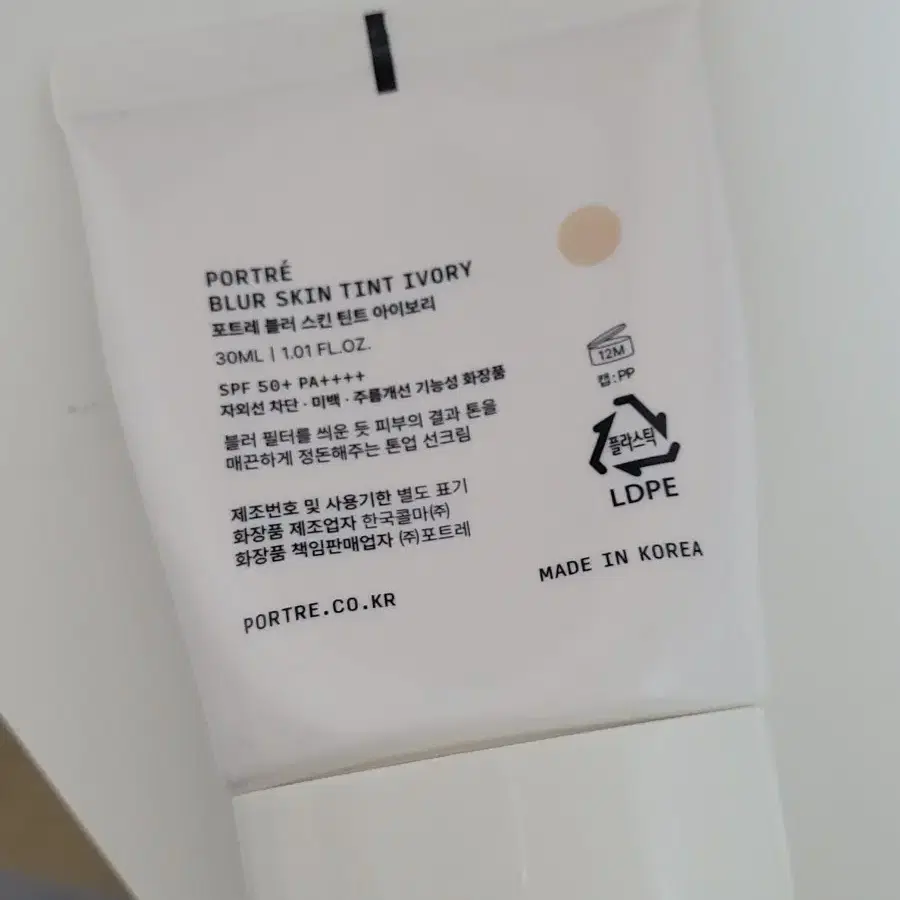 PORTRÉ
BLUR SKIN TINT IVORY
포트레 블러 스킨 틴트 아이보리
30ML | 1.01 FL.OZ.
SPF 50+ PA++++
자외선 차단 · 미백 · 주름개선 기능성 화장품
블러 필터를 씌운 듯 피부의 결과 톤을
매끈하게 정돈해주는 톤업 선크림
제조번호 및 사용기한 별도 표기
화장품 제조업자 한국콜마(주)
화장품 책임판매업자 (주)포트레
PORTRE.CO.KR
12M
캡:PP
플라스틱
LDPE
MADE IN KOREA